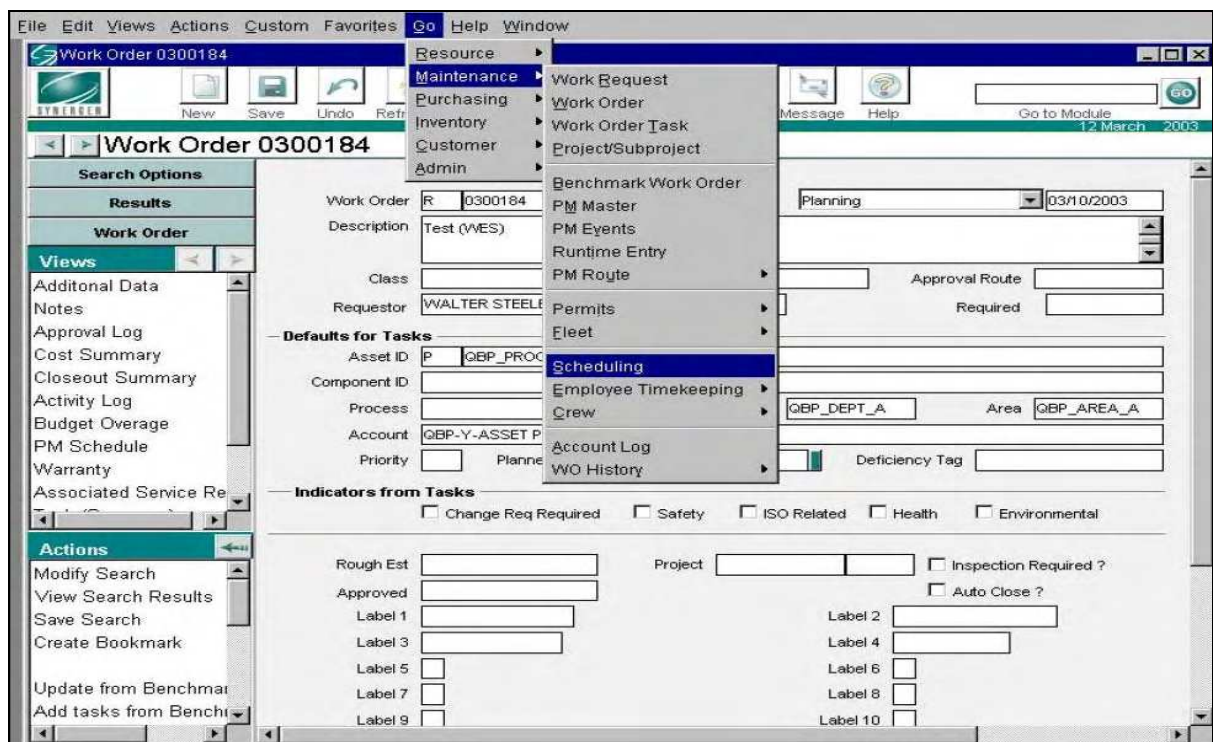 File Edit Views Actions Custom Favorites Go Help Window
Work Order 0300184
SYNERGEN
New Save Undo Refr Message Help Go to Module GO
12 March 2003
Work Order 0300184
Resource
Maintenance
Purchasing
Inventory
Customer
Admin
Work Request
Work Order
Work Order Task
Project/Subproject
Benchmark Work Order
PM Master
PM Events
Runtime Entry
PM Route
Permits
Fleet
Scheduling
Employee Timekeeping
Crew
Account Log
WO History
Search Options
Results
Work Order
Views
Additonal Data
Notes
Approval Log
Cost Summary
Closeout Summary
Activity Log
Budget Overage
PM Schedule
Warranty
Associated Service Re
Actions
Modify Search
View Search Results
Save Search
Create Bookmark
Update from Benchmar
Add tasks from Bench
Work Order R 0300184 Planning 03/10/2003
Description Test (WES)
Class Approval Route
Requestor WALTER STEELE Required
Defaults for Tasks
Asset ID P QBP_PROC
Component ID
Process QBP_DEPT_A Area QBP_AREA_A
Account QBP-Y-ASSET P
Priority Planne Deficiency Tag
Indicators from Tasks
Change Req Required Safety ISO Related Health Environmental
Rough Est Project Inspection Required ?
Approved Auto Close ?
Label 1 Label 2
Label 3 Label 4
Label 5 Label 6
Label 7 Label 8
Label 9 Label 10